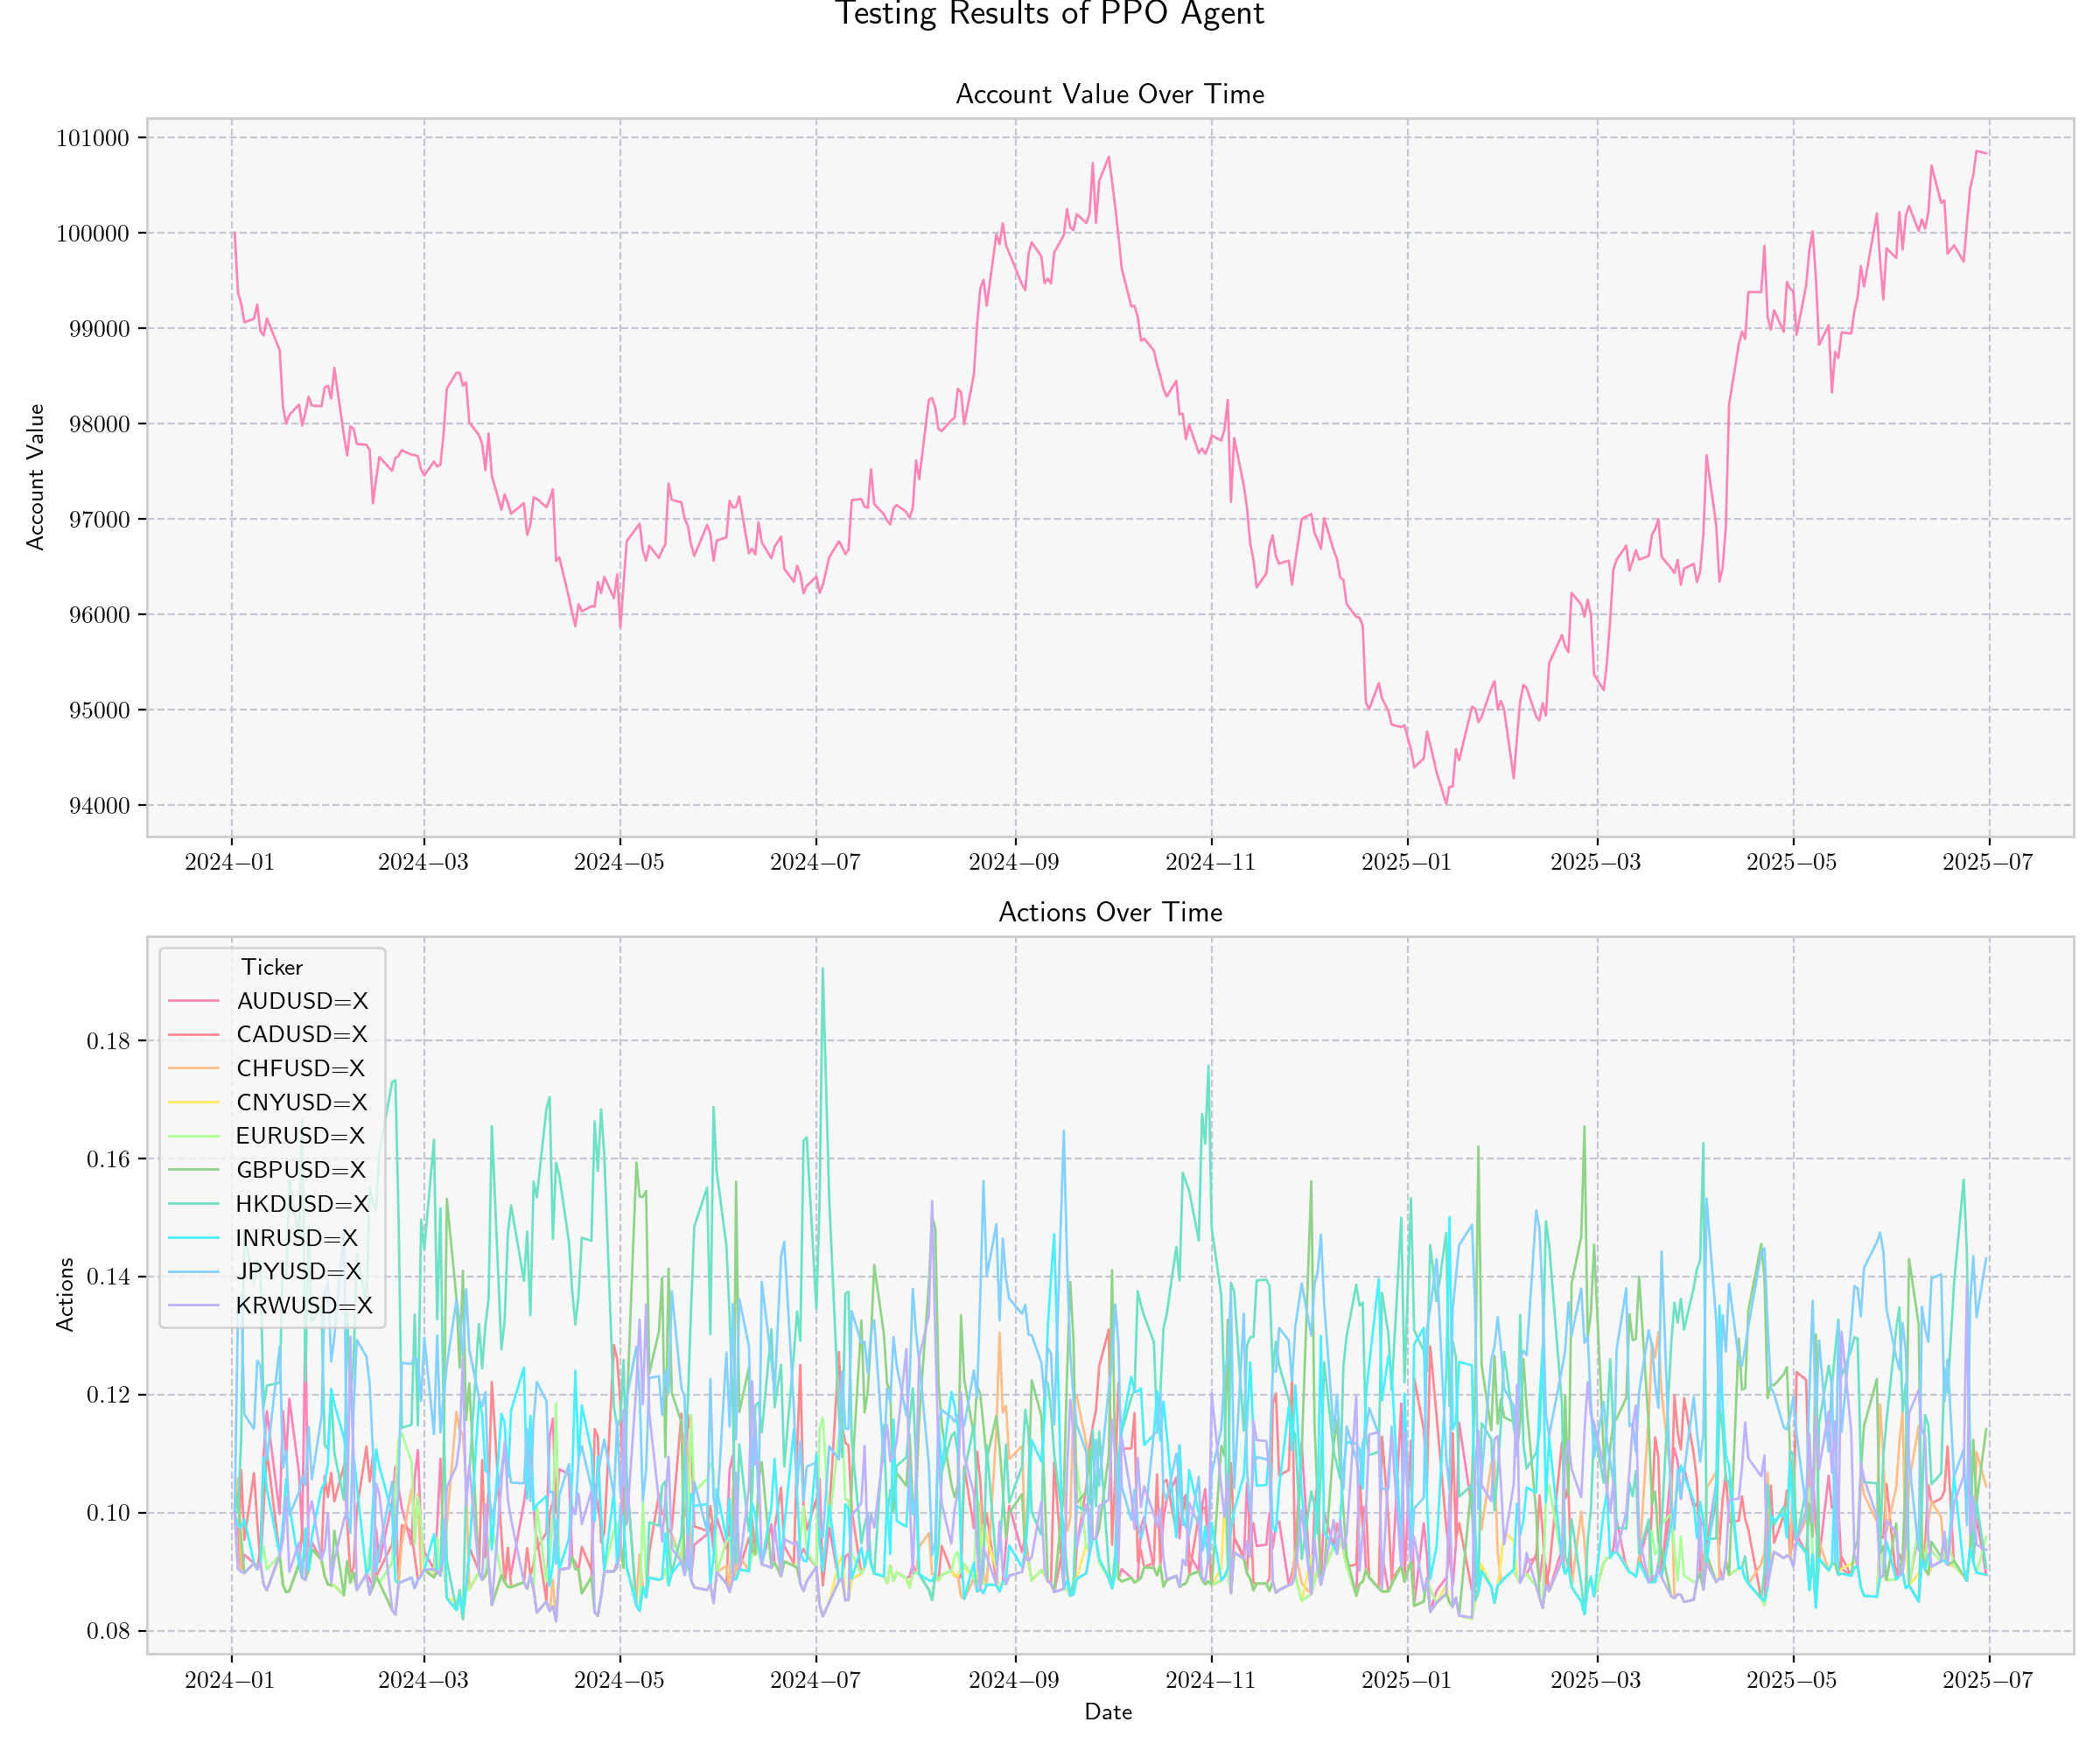 Testing Results of PPO Agent
Account Value Over Time
Account Value
101000
100000
99000
98000
97000
96000
95000
94000
2024−01
2024−03
2024−05
2024−07
2024−09
2024−11
2025−01
2025−03
2025−05
2025−07
Actions Over Time
Actions
0.18
0.16
0.14
0.12
0.10
0.08
Ticker
AUDUSD=X
CADUSD=X
CHFUSD=X
CNYUSD=X
EURUSD=X
GBPUSD=X
HKDUSD=X
INRUSD=X
JPYUSD=X
KRWUSD=X
2024−01
2024−03
2024−05
2024−07
2024−09
2024−11
2025−01
2025−03
2025−05
2025−07
Date